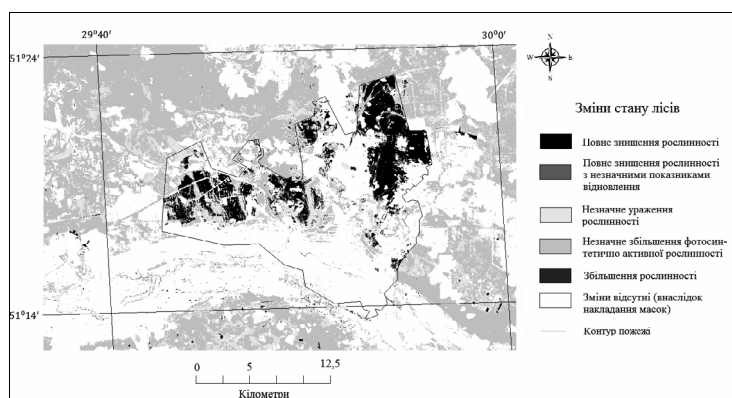 29°40′
30°0′
51°24′
N
W E
S
Зміни стану лісів
Повне знишення рослинності
Повне знишення рослинності
з незначними показниками
відновлення
Незначне ураження
рослинності
Незначне збільшення фотосин-
тетично активної рослинності
Збільшення рослинності
Зміни відсутні (внаслідок
накладання масок)
Контур пожежі
51°14′
0 5 12,5
Кілометри